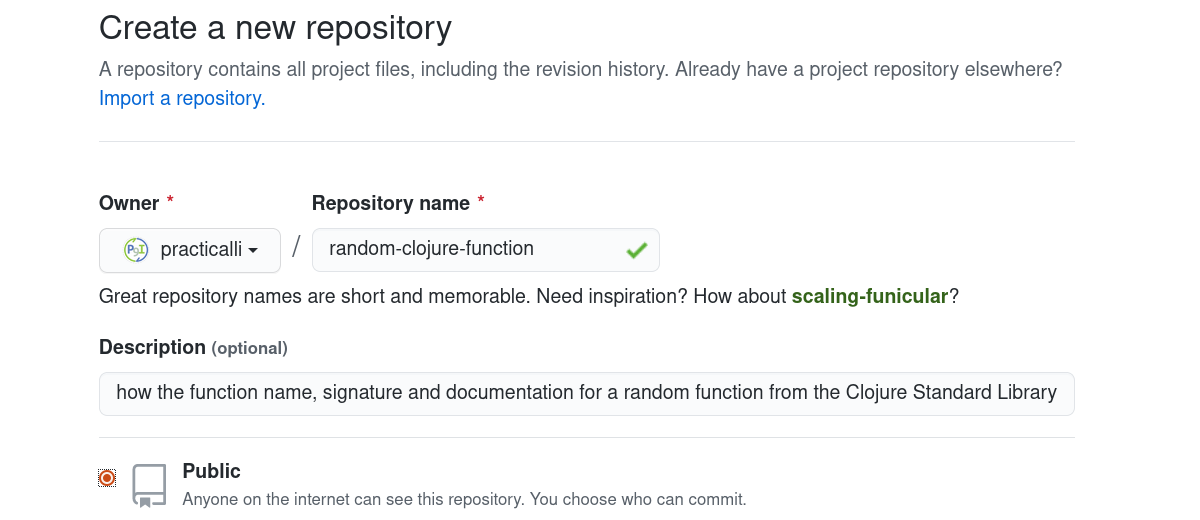 Create a new repository
A repository contains all project files, including the revision history. Already have a project repository elsewhere?
Import a repository.
Owner * Repository name *
practicalli / random-clojure-function
Great repository names are short and memorable. Need inspiration? How about scaling-funicular?
Description (optional)
how the function name, signature and documentation for a random function from the Clojure Standard Library
Public
Anyone on the internet can see this repository. You choose who can commit.